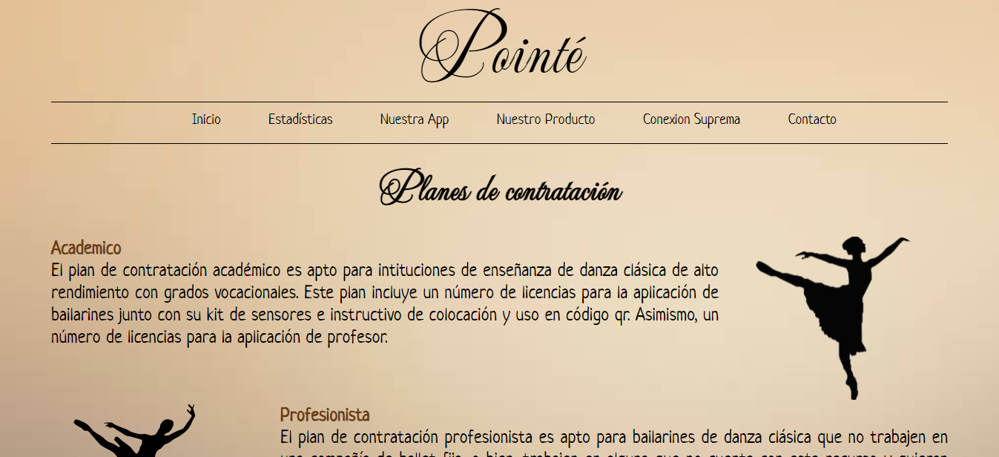 Pointé
Inicio Estadísticas Nuestra App Nuestro Producto Conexion Suprema Contacto
Planes de contratación
Academico
El plan de contratación académico es apto para intituciones de enseñanza de danza clásica de alto
rendimiento con grados vocacionales. Este plan incluye un número de licencias para la aplicación de
bailarines junto con su kit de sensores e instructivo de colocación y uso en código qr. Asimismo, un
número de licencias para la aplicación de profesor.
Profesionista
El plan de contratación profesionista es apto para bailarines de danza clásica que no trabajen en